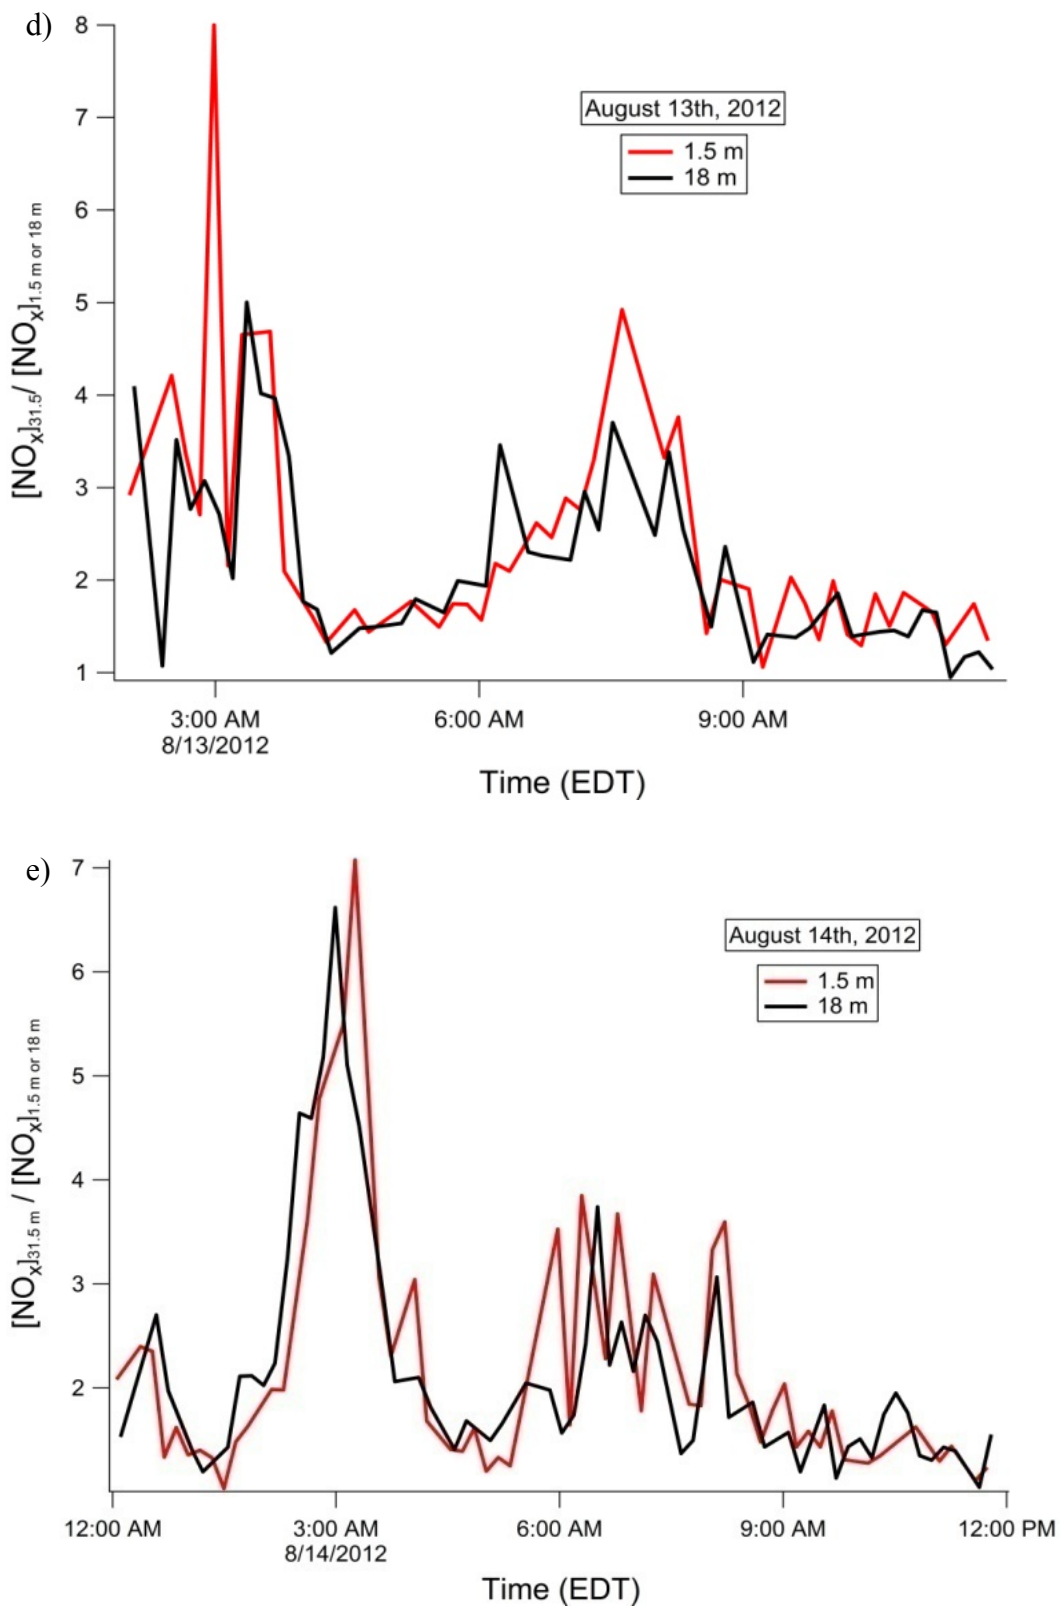 d)
8
7
6
5
4
3
2
1
[NOx]31.5/ [NOx]1.5 m or 18 m
August 13th, 2012
1.5 m
18 m
3:00 AM 6:00 AM 9:00 AM
8/13/2012
Time (EDT)
e)
7
6
5
4
3
2
[NOx]31.5 m / [NOx]1.5 m or 18 m
August 14th, 2012
1.5 m
18 m
12:00 AM 3:00 AM 6:00 AM 9:00 AM 12:00 PM
8/14/2012
Time (EDT)